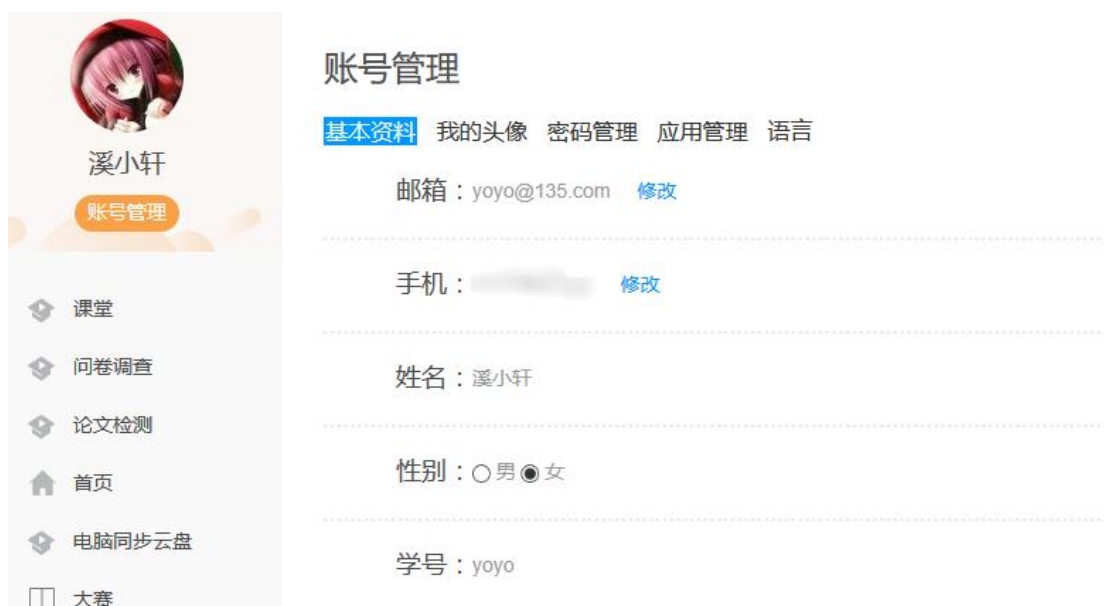 溪小轩
账号管理
课堂
问卷调查
论文检测
首页
电脑同步云盘
大赛
账号管理
基本资料 我的头像 密码管理 应用管理 语言
邮箱：yoyo@135.com 修改
手机： 修改
姓名：溪小轩
性别：男 女
学号：yoyo